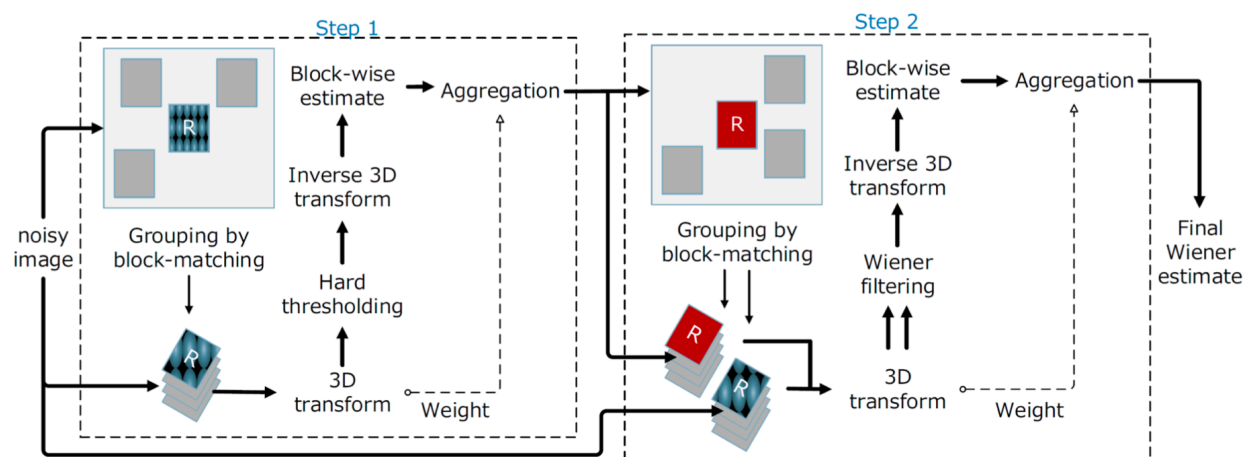 Step 1
Step 2
R
Block-wise
estimate
Aggregation
Inverse 3D
transform
noisy
image
Grouping by
block-matching
Hard
thresholding
R
3D
transform
Weight
R
Block-wise
estimate
Aggregation
Inverse 3D
transform
Grouping by
block-matching
Wiener
filtering
Final
Wiener
estimate
R
R
3D
transform
Weight